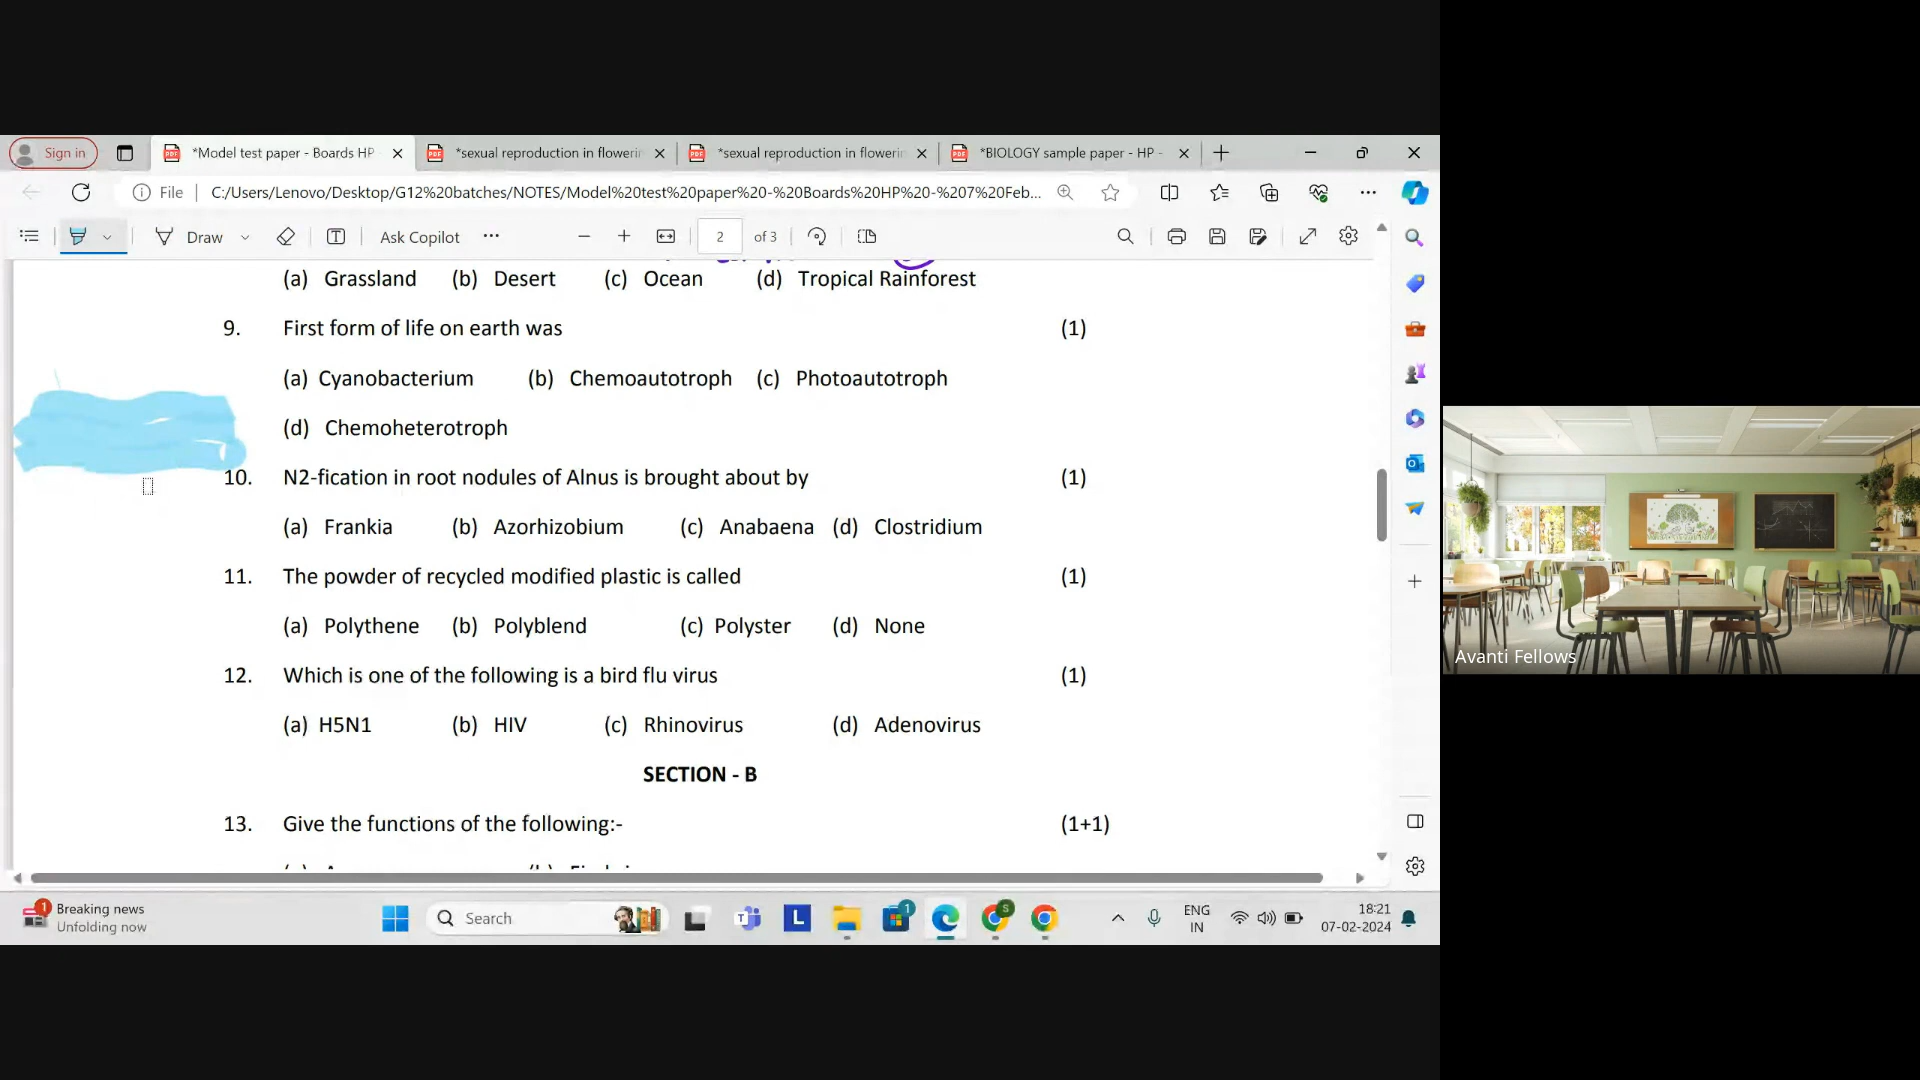 Sign in
*Model test paper - Boards HP
*sexual reproduction in flowerin
*sexual reproduction in flowerin
*BIOLOGY sample paper - HP -
File
C:/Users/Lenovo/Desktop/G12%20batches/NOTES/Model%20test%20paper%20-%20Boards%20HP%20-%207%20Feb...
Draw
Ask Copilot
2 of 3
(a) Grassland (b) Desert (c) Ocean (d) Tropical Rainforest
9. First form of life on earth was (1)
(a) Cyanobacterium (b) Chemoautotroph (c) Photoautotroph
(d) Chemoheterotroph
10. N2-fication in root nodules of Alnus is brought about by (1)
(a) Frankia (b) Azorhizobium (c) Anabaena (d) Clostridium
11. The powder of recycled modified plastic is called (1)
(a) Polythene (b) Polyblend (c) Polyster (d) None
12. Which is one of the following is a bird flu virus (1)
(a) H5N1 (b) HIV (c) Rhinovirus (d) Adenovirus
SECTION - B
13. Give the functions of the following:- (1+1)
Avanti Fellows
1
Breaking news
Unfolding now
Search
L
1
S
ENG
IN
18:21
07-02-2024